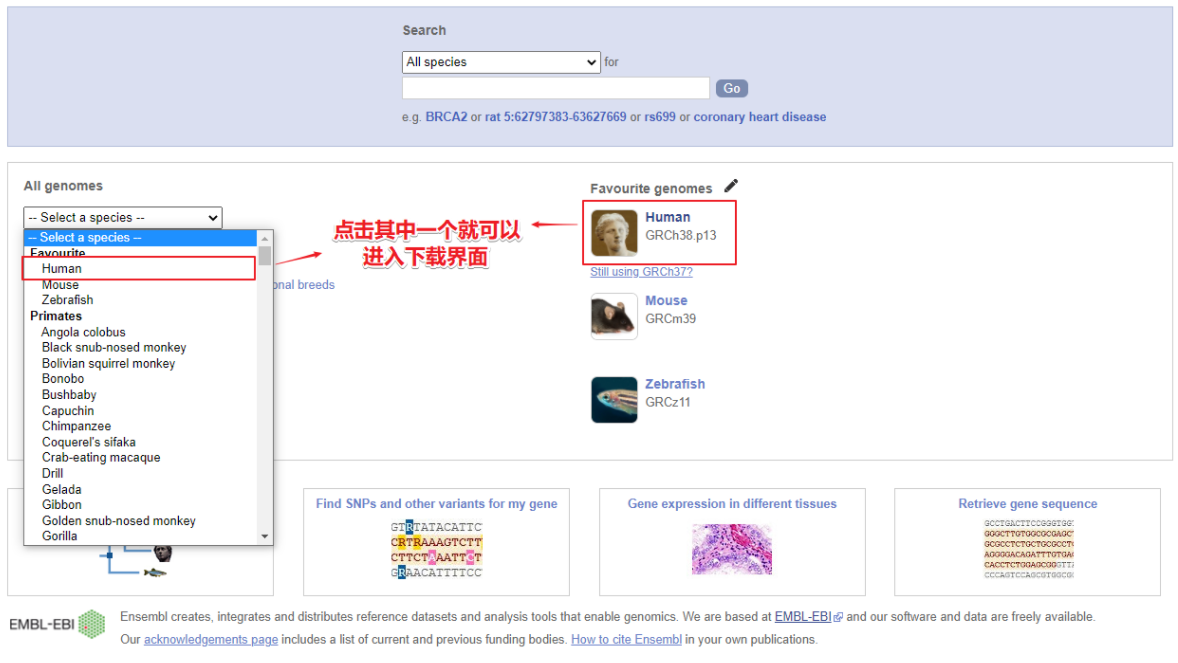 Search
All species for
Go
e.g. BRCA2 or rat 5:62797383-63627669 or rs699 or coronary heart disease
All genomes
-- Select a species --
-- Select a species --
Favourite
Human
Mouse
Zebrafish
Primates
Angola colobus
Black snub-nosed monkey
Bolivian squirrel monkey
Bonobo
Bushbaby
Capuchin
Chimpanzee
Coquerel's sifaka
Crab-eating macaque
Drill
Gelada
Gibbon
Golden snub-nosed monkey
Gorilla
breeds
点击其中一个就可以
进入下载界面
Favourite genomes
Human
GRCh38.p13
Still using GRCh37?
Mouse
GRCm39
Zebrafish
GRCz11
Find SNPs and other variants for my gene
GTRTATACATTC
CRTRAAAGTCTT
CTTCTAAATTCT
GRAACATTTTCC
Gene expression in different tissues
Retrieve gene sequence
GCCTGACTTCCGGGTGG
GGGCTTGTGGCGCGAGC
GCGCCTCTGCTGCGCCT
AGGGGACAGATTTGTGA
CACCTCTGGAGCGGGTT
CCCAGTCCAGCGTGGCG
EMBL-EBI
Ensembl creates, integrates and distributes reference datasets and analysis tools that enable genomics. We are based at EMBL-EBI and our software and data are freely available.
Our acknowledgements page includes a list of current and previous funding bodies. How to cite Ensembl in your own publications.